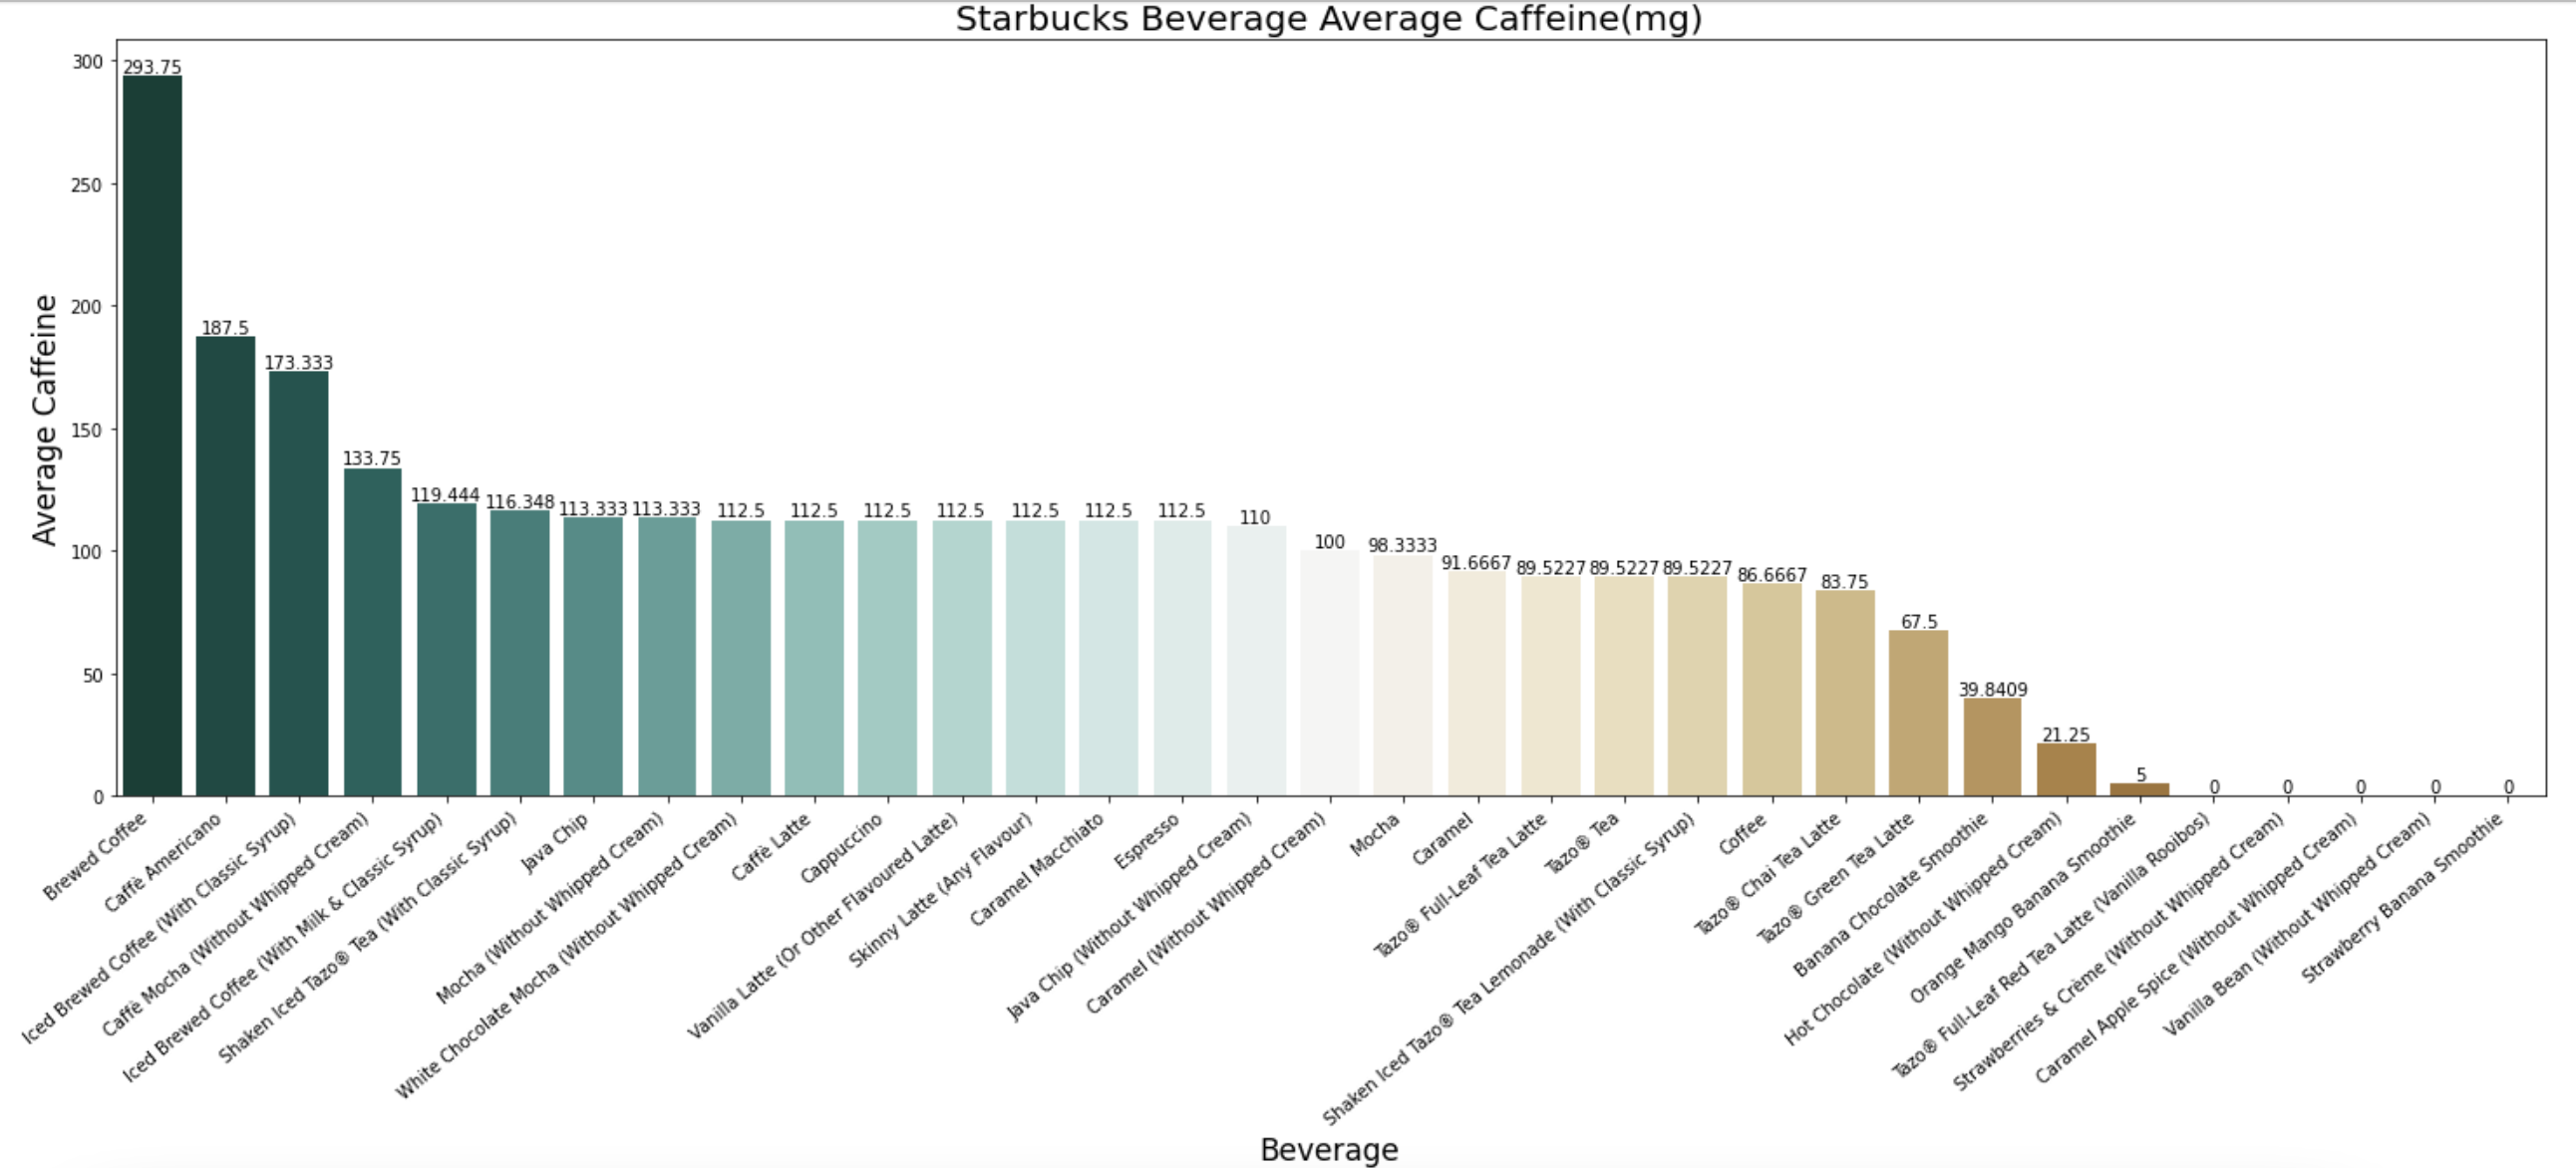 Starbucks Beverage Average Caffeine(mg)
Average Caffeine
300
250
200
150
100
50
0
293.75
187.5
173.333
133.75
119.444
116.348
113.333
113.333
112.5
112.5
112.5
112.5
112.5
112.5
112.5
110
100
98.3333
91.6667
89.5227
89.5227
89.5227
86.6667
83.75
67.5
39.8409
21.25
5
0
0
0
0
0
Brewed Coffee
Caffè Americano
Iced Brewed Coffee (With Classic Syrup)
Caffè Mocha (Without Whipped Cream)
Iced Brewed Coffee (With Milk & Classic Syrup)
Shaken Iced Tazo® Tea (With Classic Syrup)
Java Chip
Mocha (Without Whipped Cream)
White Chocolate Mocha (Without Whipped Cream)
Caffè Latte
Cappuccino
Vanilla Latte (Or Other Flavoured Latte)
Skinny Latte (Any Flavour)
Caramel Macchiato
Espresso
Java Chip (Without Whipped Cream)
Caramel (Without Whipped Cream)
Mocha
Caramel
Tazo® Full-Leaf Tea Latte
Tazo® Tea
Shaken Iced Tazo® Tea Lemonade (With Classic Syrup)
Coffee
Tazo® Chai Tea Latte
Tazo® Green Tea Latte
Banana Chocolate Smoothie
Hot Chocolate (Without Whipped Cream)
Orange Mango Banana Smoothie
Tazo® Full-Leaf Red Tea Latte (Vanilla Rooibos)
Strawberries & Crème (Without Whipped Cream)
Caramel Apple Spice (Without Whipped Cream)
Vanilla Bean (Without Whipped Cream)
Strawberry Banana Smoothie
Beverage